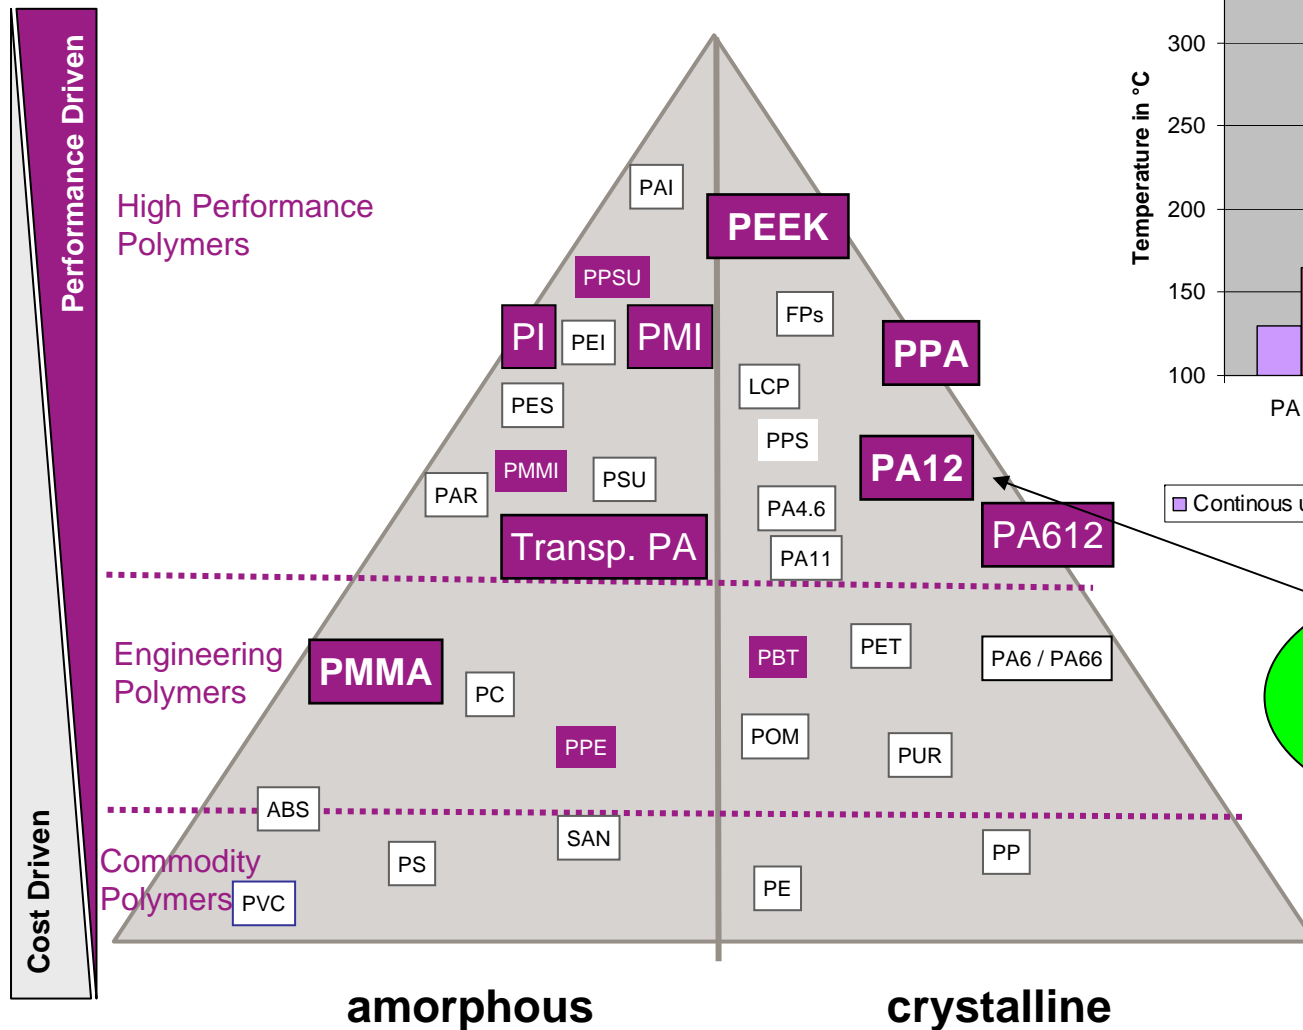 Performance Driven
Cost Driven
High Performance
Polymers
Engineering
Polymers
Commodity
Polymers
PAI
PEEK
PPSU
FPs
PI
PEI
PMI
PPA
LCP
PES
PPS
PA12
PMMI
PSU
PAR
PA4.6
PA612
Transp. PA
PA11
PMMA
PC
PPE
PBT
PET
PA6 / PA66
POM
PUR
ABS
SAN
PS
PVC
PE
PP
amorphous
crystalline
Temperature in °C
300
250
200
150
100
PA
Continous